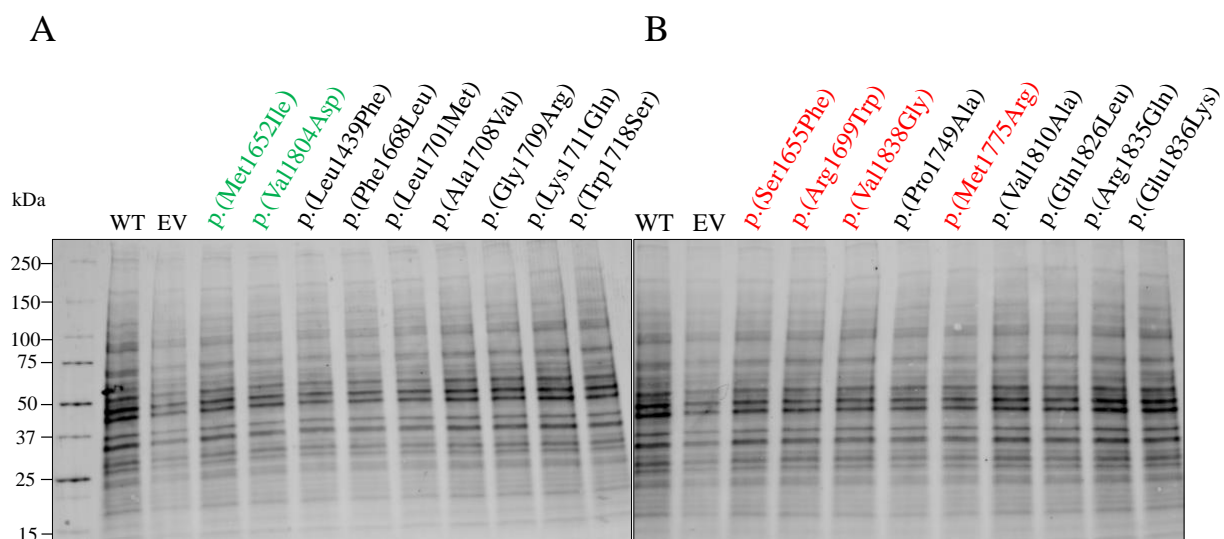 A
B
kDa
WT
EV
p.(Met1652Ile)
p.(Val1804Asp)
p.(Leu1439Phe)
p.(Phe1668Leu)
p.(Leu1701Met)
p.(Ala1708Val)
p.(Gly1709Arg)
p.(Lys1711Gln)
p.(Trp1718Ser)
WT
EV
p.(Ser1655Phe)
p.(Arg1699Trp)
p.(Val1838Gly)
p.(Pro1749Ala)
p.(Met1775Arg)
p.(Val1810Ala)
p.(Gln1826Leu)
p.(Arg1835Gln)
p.(Glu1836Lys)
250
150
100
75
50
37
25
15